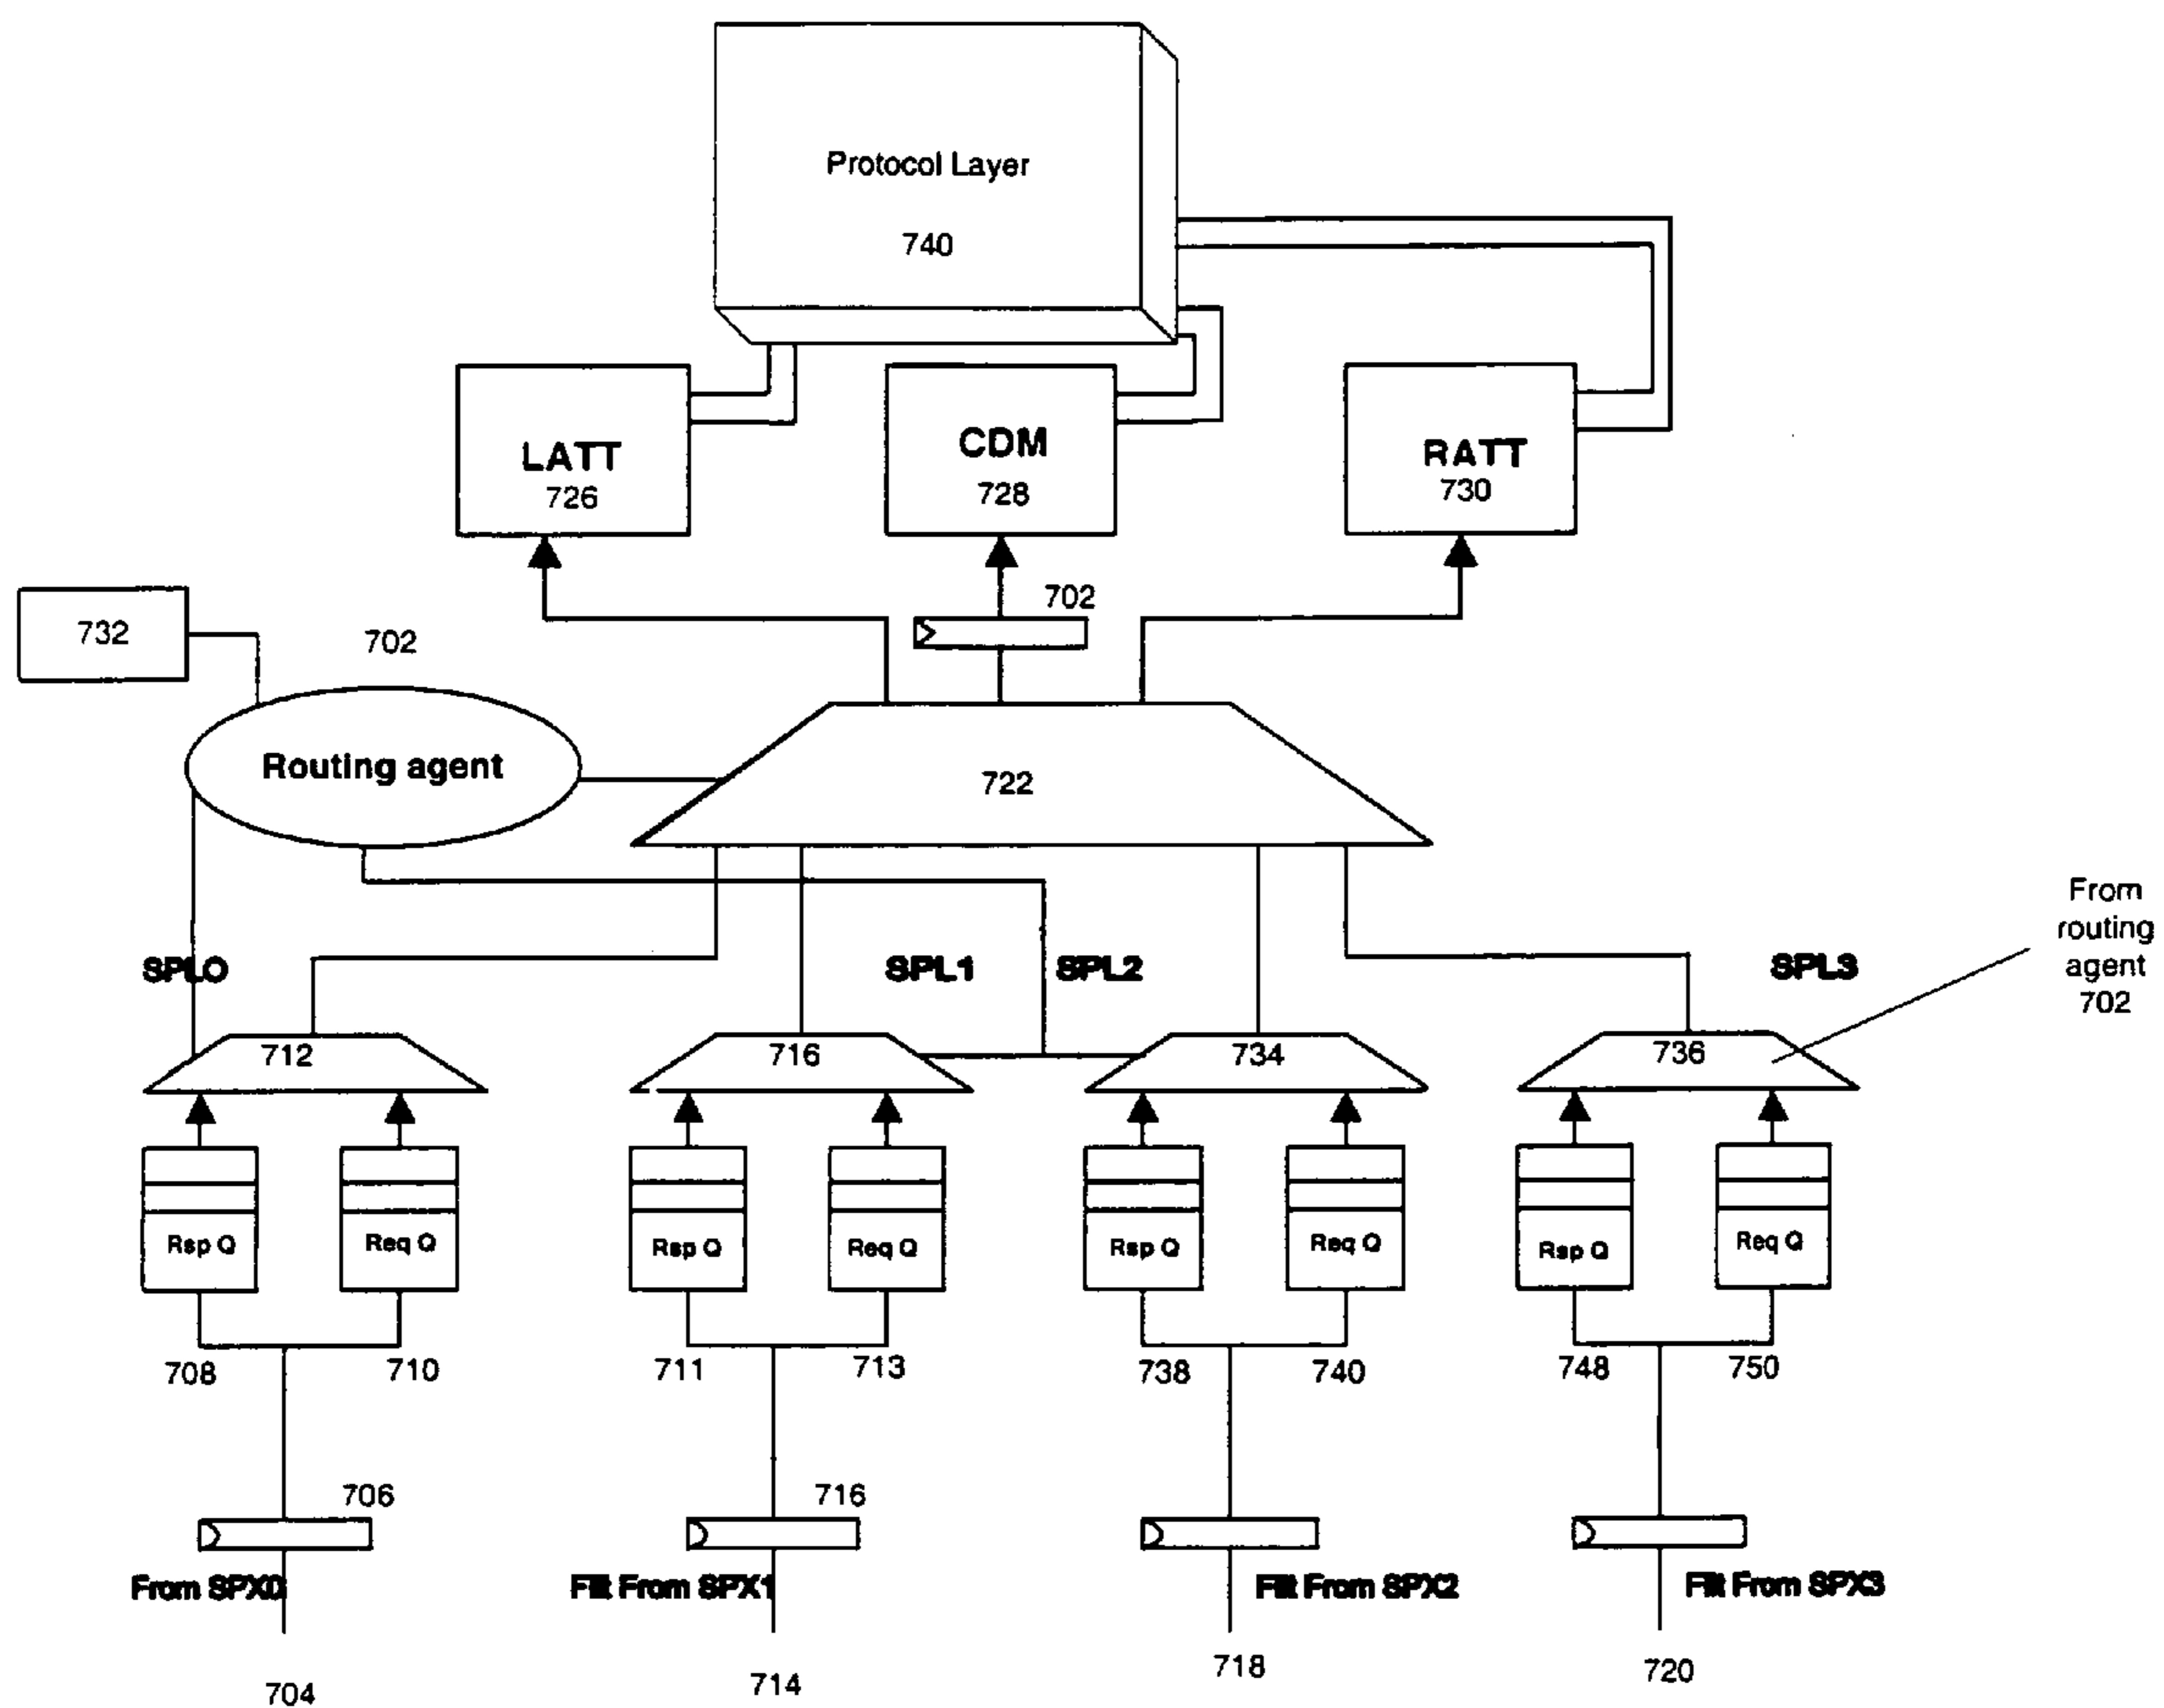 Protocol Layer
740
LATT
726
CDM
728
RATT
730
702
732
702
Routing agent
722
From
routing
agent
702
SPL0
SPL1
SPL2
SPL3
712
716
734
736
Rsp Q
Req Q
Rsp Q
Req Q
Rsp Q
Req Q
Rsp Q
Req Q
708
710
711
713
738
740
748
750
706
716
From SPX0
Flit From SPX1
Flit From SPX2
Flit From SPX3
704
714
718
720